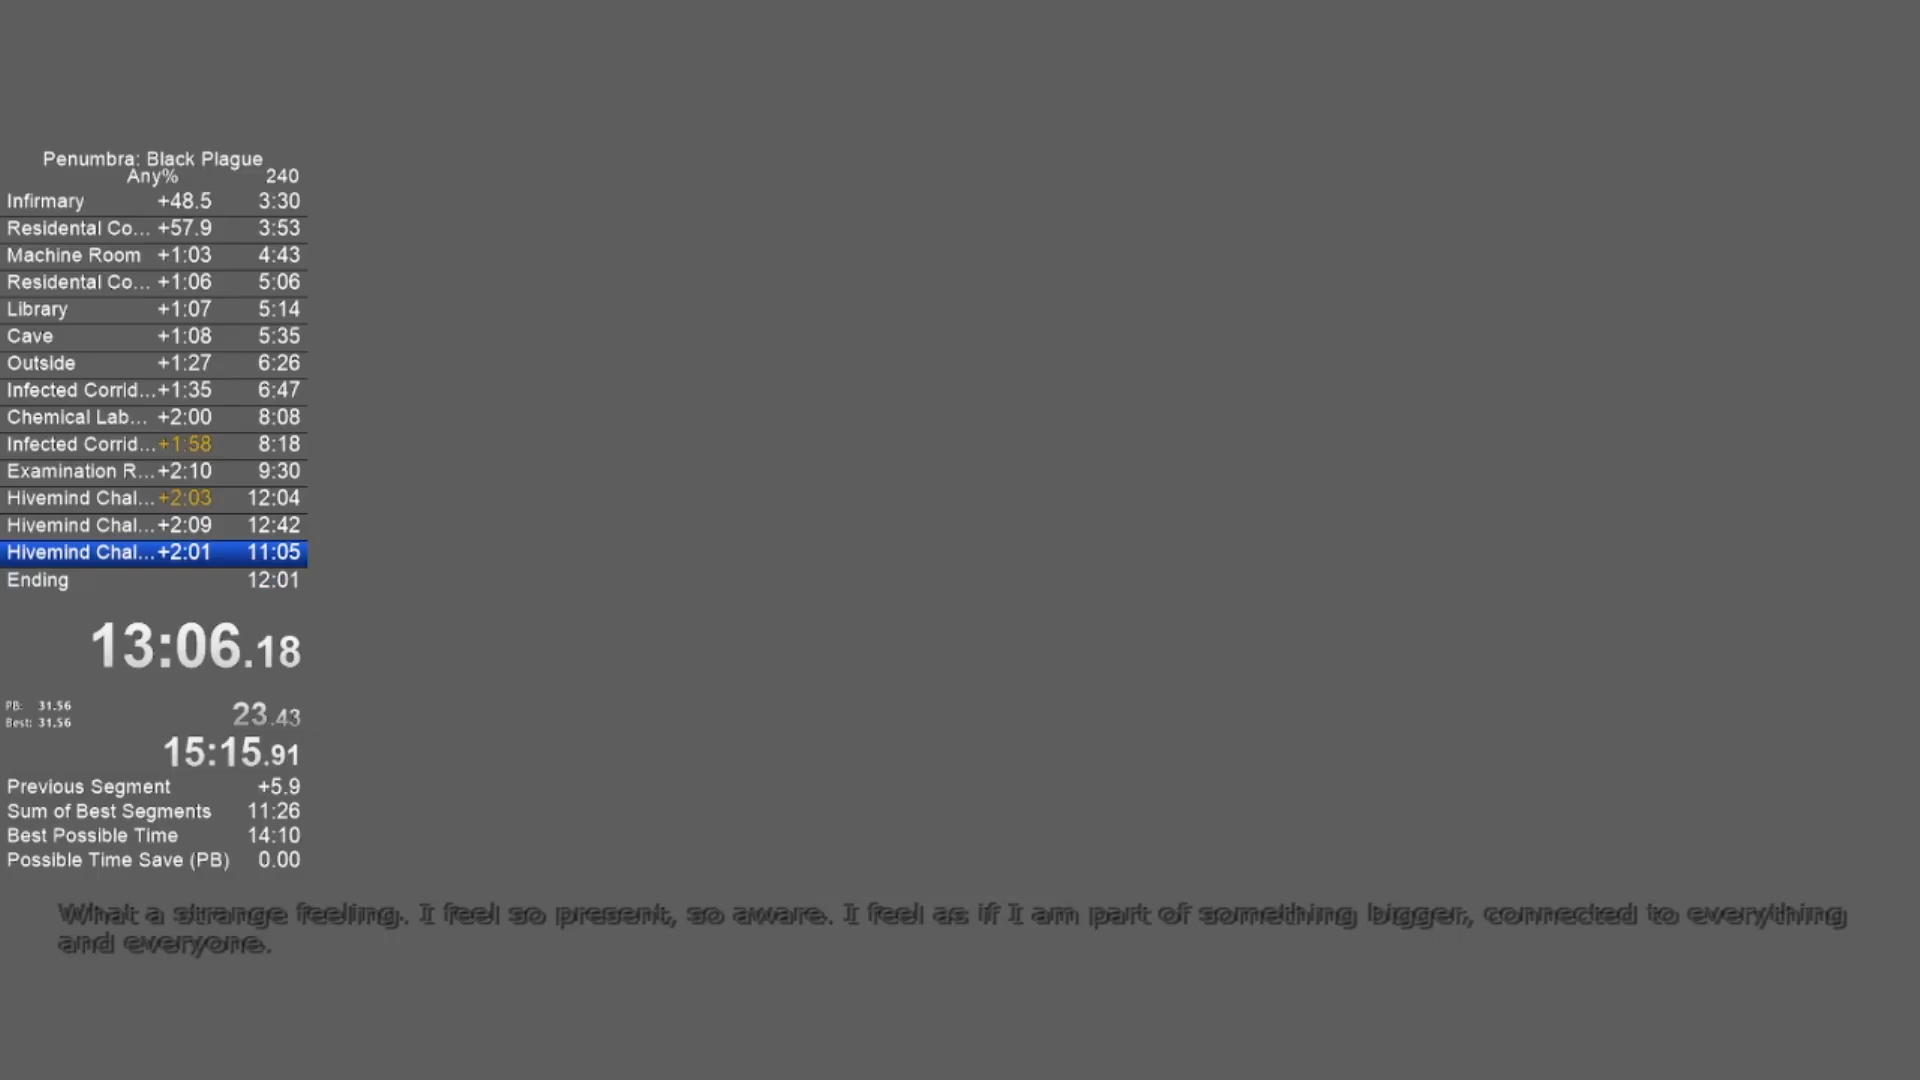 Penumbra: Black Plague
Any% 240
Infirmary +48.5 3:30
Residental Co... +57.9 3:53
Machine Room +1:03 4:43
Residental Co... +1:06 5:06
Library +1:07 5:14
Cave +1:08 5:35
Outside +1:27 6:26
Infected Corrid... +1:35 6:47
Chemical Lab... +2:00 8:08
Infected Corrid... +1:58 8:18
Examination R... +2:10 9:30
Hivemind Chal... +2:03 12:04
Hivemind Chal... +2:09 12:42
Hivemind Chal... +2:01 11:05
Ending 12:01
13:06.18
PB: 31.56
Best: 31.56
23.43
15:15.91
Previous Segment +5.9
Sum of Best Segments 11:26
Best Possible Time 14:10
Possible Time Save (PB) 0.00
What a strange feeling. I feel so present, so aware. I feel as if I am part of something bigger, connected to everything
and everyone.